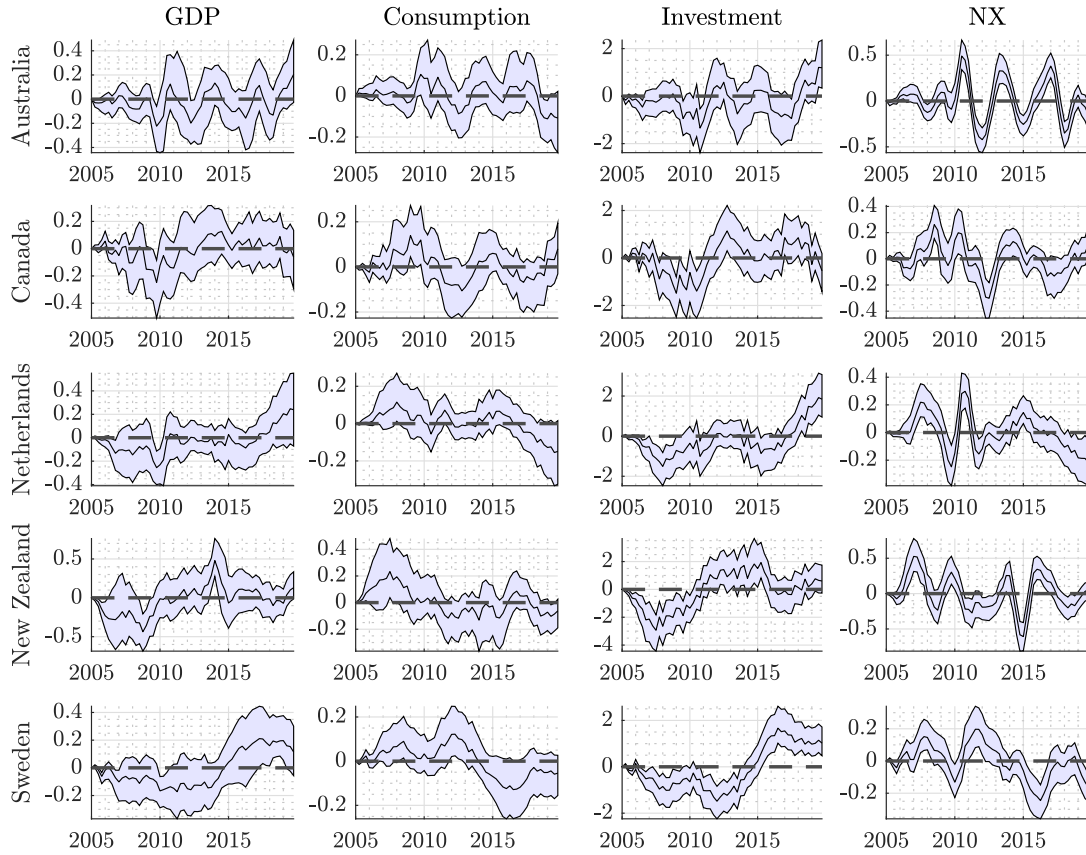 GDP Consumption Investment NX
Australia
0.4 0.2 0 -0.2 -0.4 2005 2010 2015
0.2 0 -0.2 2005 2010 2015
2 0 -2 2005 2010 2015
0.5 0 -0.5 2005 2010 2015
Canada
0.2 0 -0.2 -0.4 2005 2010 2015
0.2 0 -0.2 2005 2010 2015
2 0 -2 2005 2010 2015
0.4 0.2 0 -0.2 -0.4 2005 2010 2015
Netherlands
0.4 0.2 0 -0.2 -0.4 2005 2010 2015
0.2 0 -0.2 2005 2010 2015
2 0 -2 2005 2010 2015
0.4 0.2 0 -0.2 2005 2010 2015
New Zealand
0.5 0 -0.5 2005 2010 2015
0.4 0.2 0 -0.2 2005 2010 2015
2 0 -2 -4 2005 2010 2015
0.5 0 -0.5 2005 2010 2015
Sweden
0.4 0.2 0 -0.2 2005 2010 2015
0.2 0 -0.2 2005 2010 2015
2 0 -2 2005 2010 2015
0.2 0 -0.2 2005 2010 2015